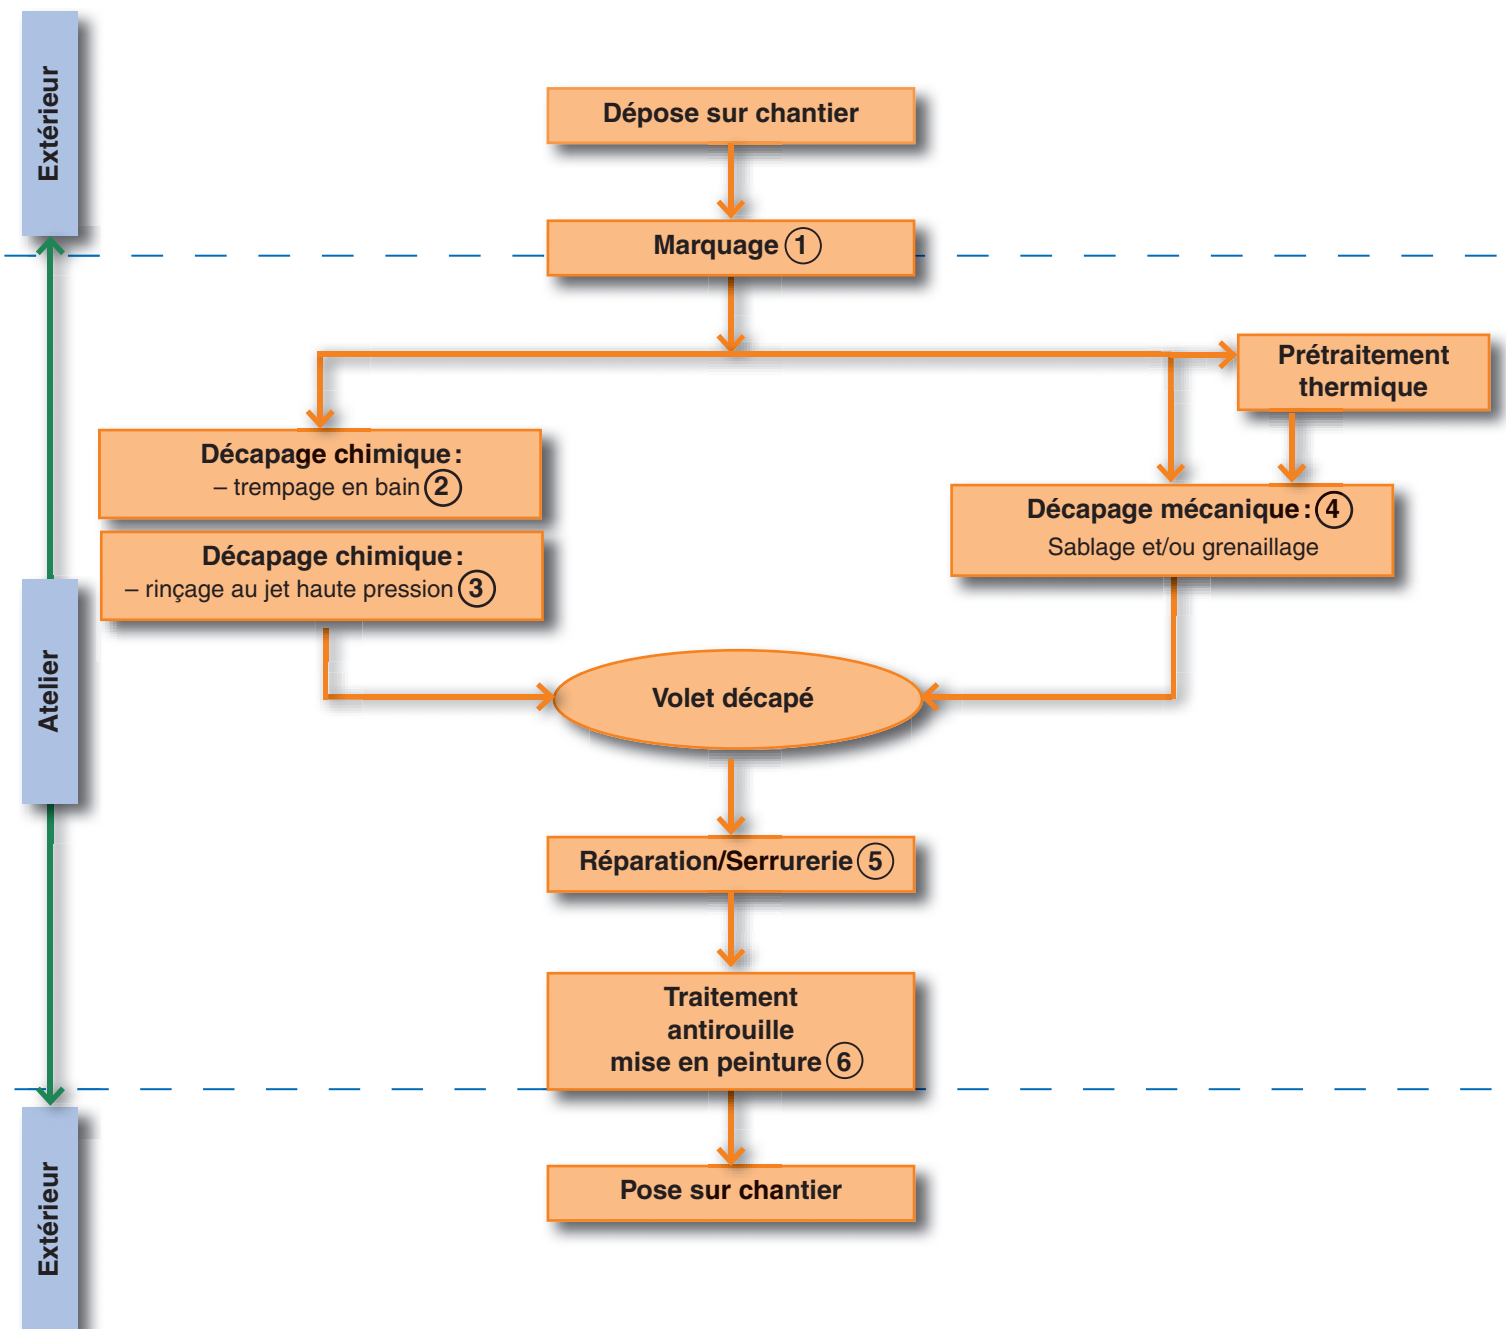 Extérieur
Dépose sur chantier
Marquage 1
Prétraitement
thermique
Décapage chimique :
– trempage en bain 2
Décapage mécanique : 4
Sablage et/ou grenaillage
Décapage chimique :
– rinçage au jet haute pression 3
Atelier
Volet décapé
Réparation/Serrurerie 5
Traitement
antirouille
mise en peinture 6
Extérieur
Pose sur chantier